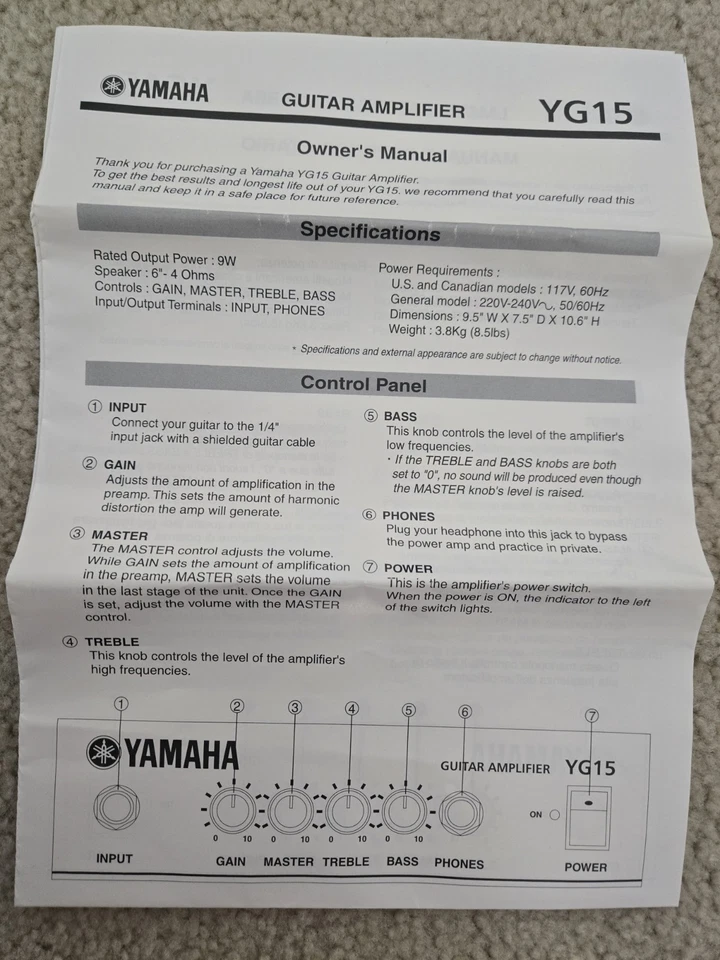 YAMAHA GUITAR AMPLIFIER YG15
Owner's Manual
Thank you for purchasing a Yamaha YG15 Guitar Amplifier.
To get the best results and longest life out of your YG15. we recommend that you carefully read this
manual and keep it in a safe place for future reference.
Specifications
Rated Output Power : 9W
Speaker : 6"- 4 Ohms
Controls : GAIN, MASTER, TREBLE, BASS
Input/Output Terminals : INPUT, PHONES
Power Requirements :
U.S. and Canadian models : 117V, 60Hz
General model : 220V-240V~, 50/60Hz
Dimensions : 9.5" W X 7.5" D X 10.6" H
Weight : 3.8Kg (8.5lbs)
* Specifications and external appearance are subject to change without notice.
Control Panel
① INPUT
Connect your guitar to the 1/4"
input jack with a shielded guitar cable
② GAIN
Adjusts the amount of amplification in the
preamp. This sets the amount of harmonic
distortion the amp will generate.
③ MASTER
The MASTER control adjusts the volume.
While GAIN sets the amount of amplification
in the preamp, MASTER sets the volume
in the last stage of the unit. Once the GAIN
is set, adjust the volume with the MASTER
control.
④ TREBLE
This knob controls the level of the amplifier's
high frequencies.
⑤ BASS
This knob controls the level of the amplifier's
low frequencies.
· If the TREBLE and BASS knobs are both
set to "0", no sound will be produced even though
the MASTER knob's level is raised.
⑥ PHONES
Plug your headphone into this jack to bypass
the power amp and practice in private.
⑦ POWER
This is the amplifier's power switch.
When the power is ON, the indicator to the left
of the switch lights.
① ② ③ ④ ⑤ ⑥ ⑦
YAMAHA GUITAR AMPLIFIER YG15
ON
0 10 0 10 0 10 0 10
INPUT GAIN MASTER TREBLE BASS PHONES POWER